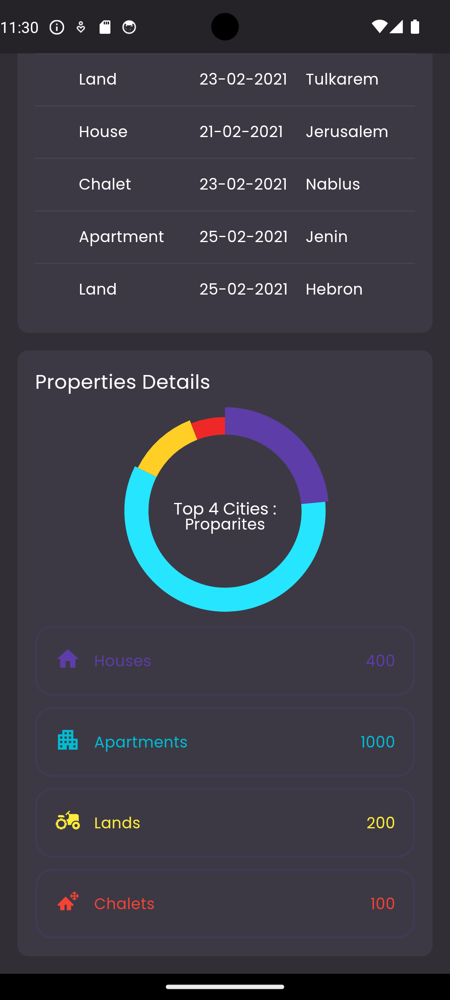 11:30
Land 23-02-2021 Tulkarem
House 21-02-2021 Jerusalem
Chalet 23-02-2021 Nablus
Apartment 25-02-2021 Jenin
Land 25-02-2021 Hebron
Properties Details
Top 4 Cities :
Proparites
Houses 400
Apartments 1000
Lands 200
Chalets 100